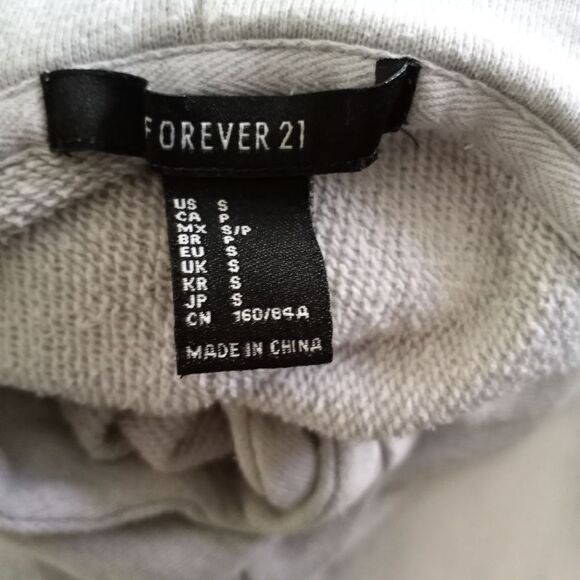 FOREVER 21
US S
CA P
MX S/P
BR P
EU S
UK S
KR S
JP S
CN 160/84A
MADE IN CHINA